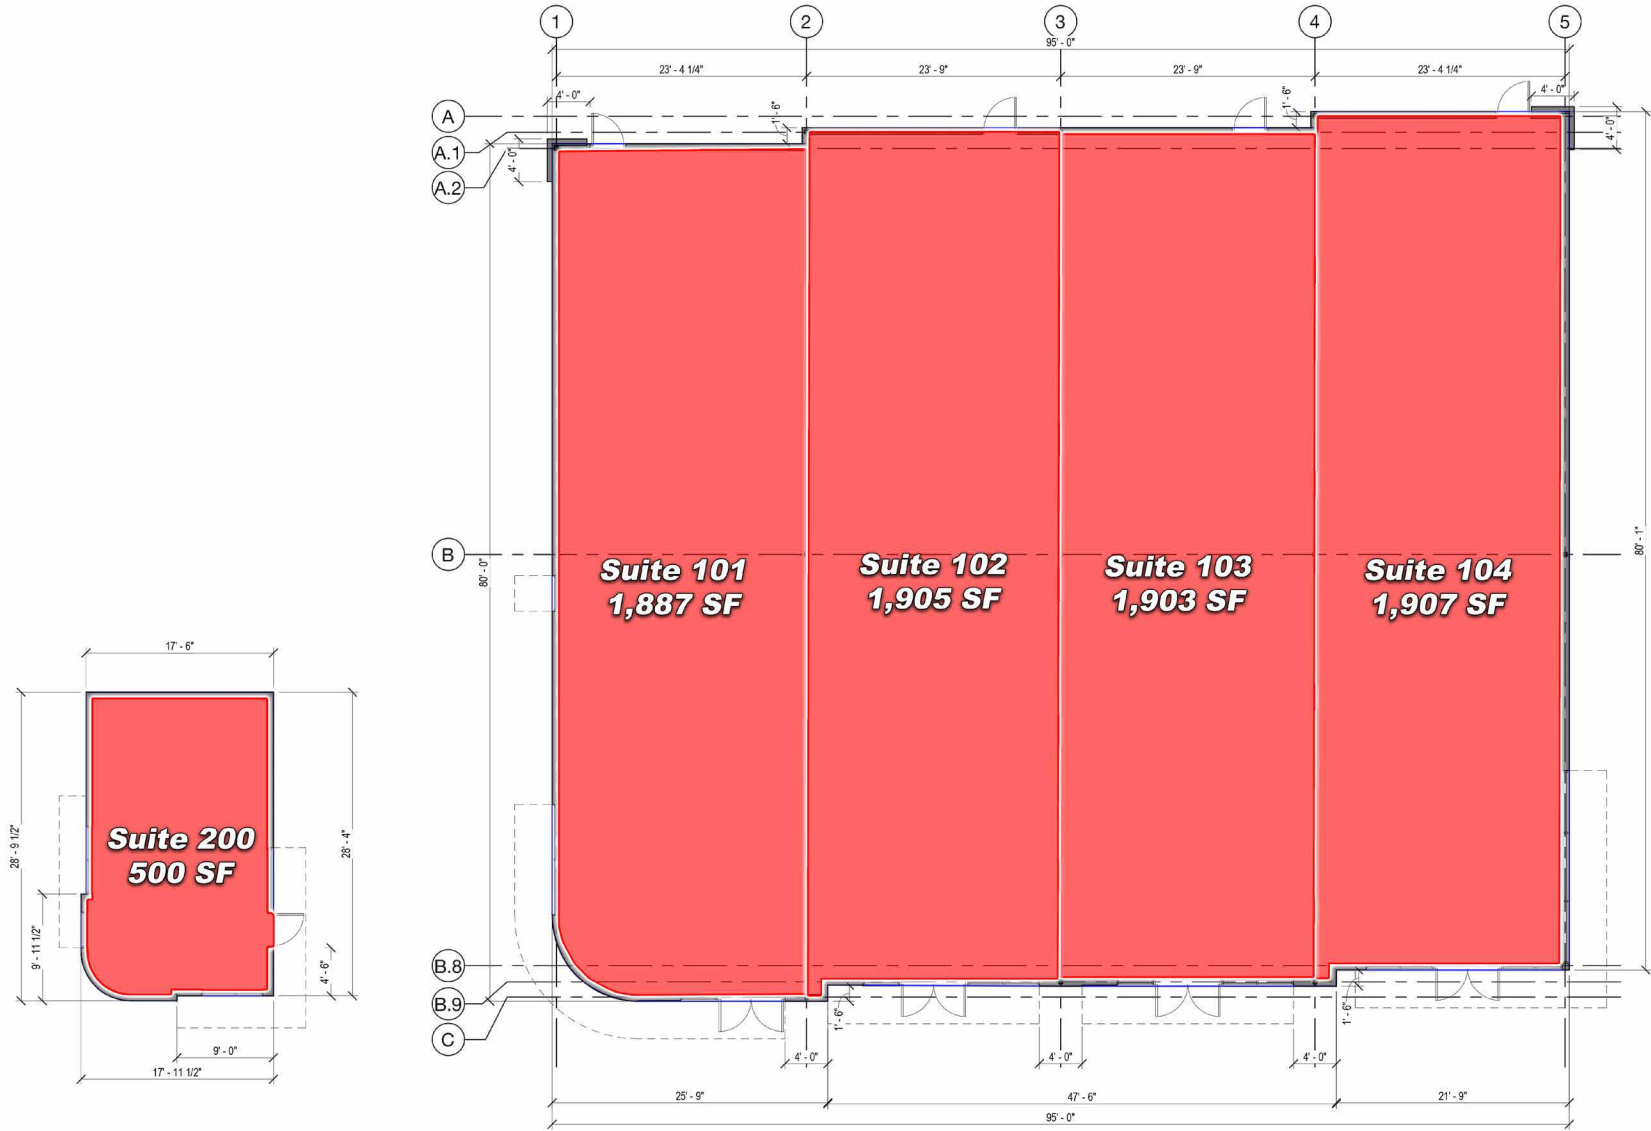 1 2 3 4 5
95' - 0"
23' - 4 1/4" 23' - 9" 23' - 9" 23' - 4 1/4"
4' - 0" 4' - 0"
1' - 6" 1' - 6"
A
4' - 0"
A.1
4' - 0"
A.2
B
80' - 0"
80' - 1"
Suite 101
1,887 SF
Suite 102
1,905 SF
Suite 103
1,903 SF
Suite 104
1,907 SF
17' - 6"
28' - 9 1/2"
28' - 4"
Suite 200
500 SF
9' - 11 1/2"
4' - 6"
9' - 0"
17' - 11 1/2"
B.8
B.9
C
1' - 6" 1' - 6"
4' - 0" 4' - 0" 4' - 0"
25' - 9" 47' - 6" 21' - 9"
95' - 0"